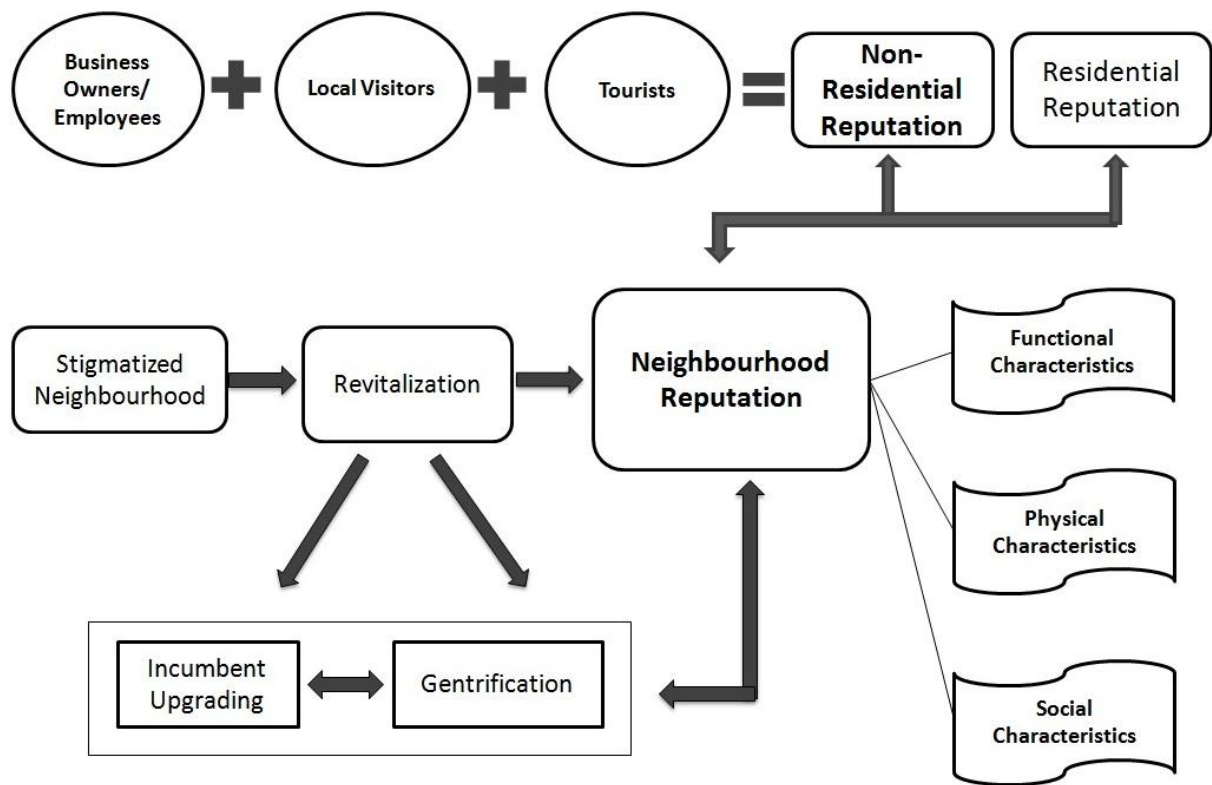 Business
Owners/
Employees
Local Visitors
Tourists
Non-
Residential
Reputation
Residential
Reputation
Stigmatized
Neighbourhood
Revitalization
Neighbourhood
Reputation
Functional
Characteristics
Physical
Characteristics
Social
Characteristics
Incumbent
Upgrading
Gentrification